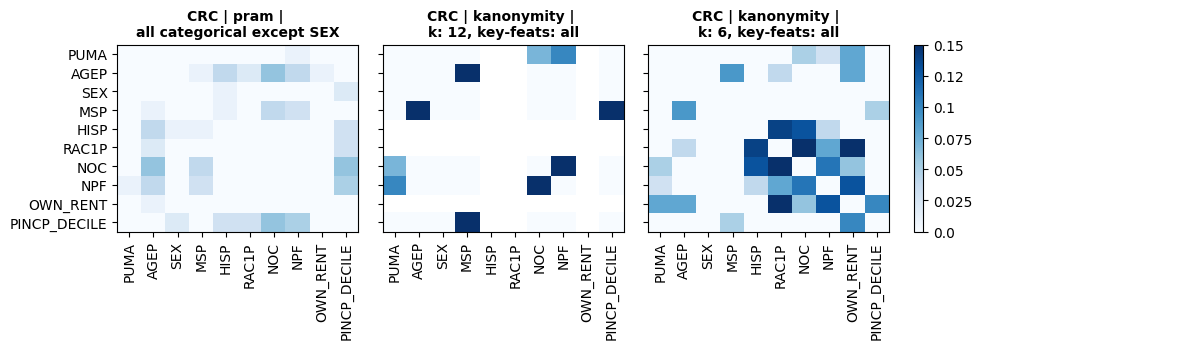 CRC | pram |
all categorical except SEX
CRC | kanonymity |
k: 12, key-feats: all
CRC | kanonymity |
k: 6, key-feats: all
PUMA
AGEP
SEX
MSP
HISP
RAC1P
NOC
NPF
OWN_RENT
PINCP_DECILE
PUMA
AGEP
SEX
MSP
HISP
RAC1P
NOC
NPF
OWN_RENT
PINCP_DECILE
PUMA
AGEP
SEX
MSP
HISP
RAC1P
NOC
NPF
OWN_RENT
PINCP_DECILE
PUMA
AGEP
SEX
MSP
HISP
RAC1P
NOC
NPF
OWN_RENT
PINCP_DECILE
0.15
0.12
0.1
0.075
0.05
0.025
0.0